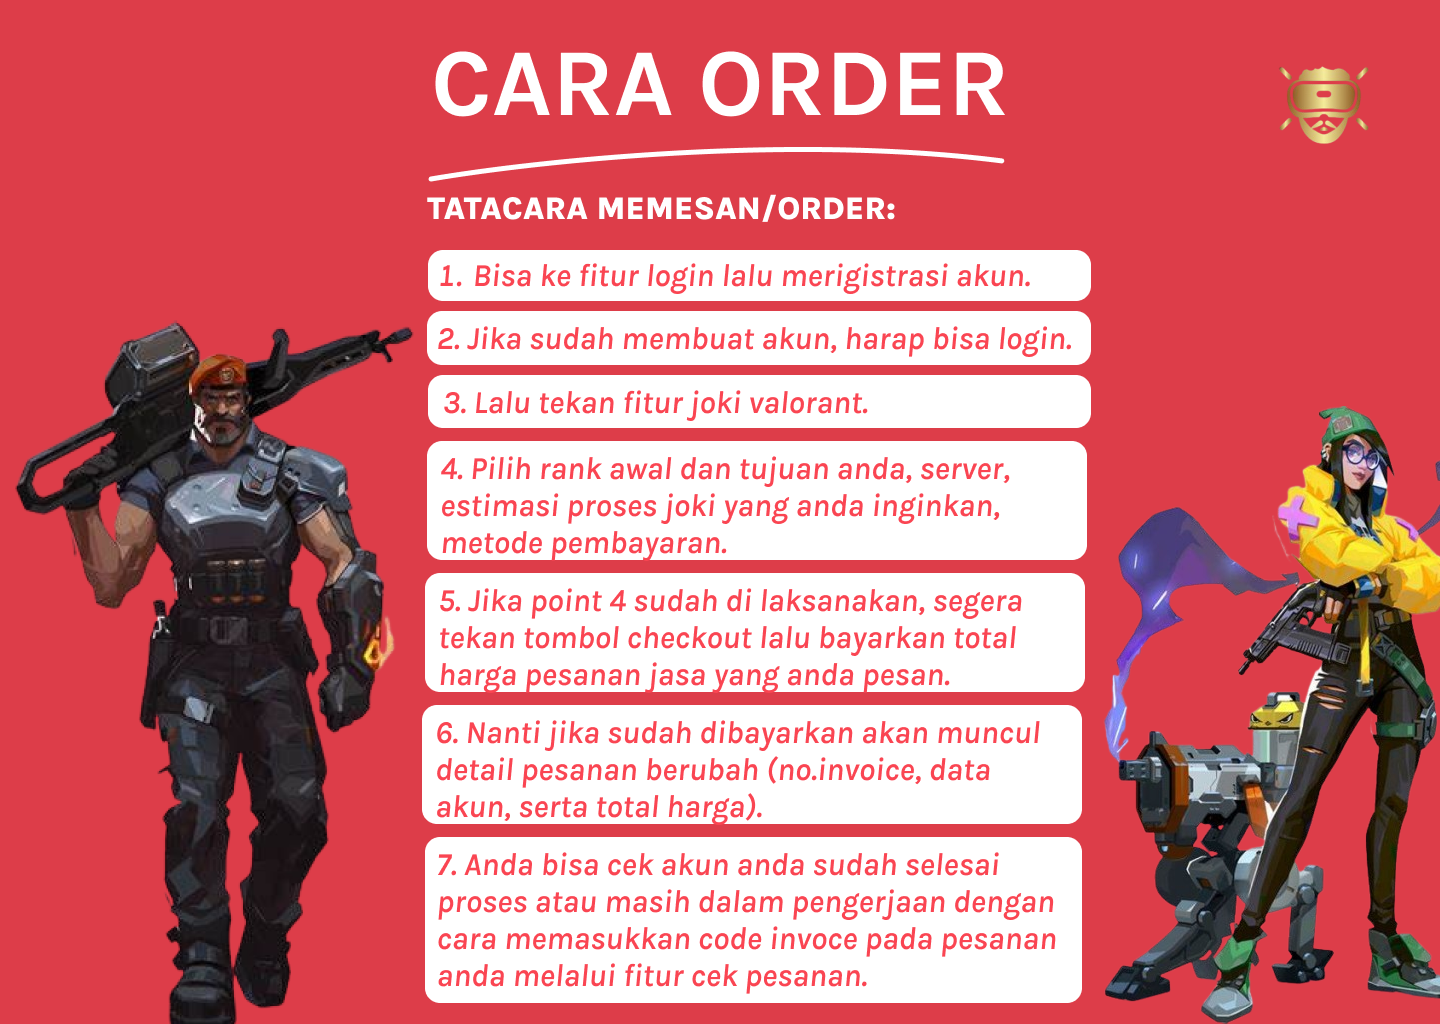 CARA ORDER
TATACARA MEMESAN/ORDER:
1. Bisa ke fitur login lalu merigistrasi akun.
2. Jika sudah membuat akun, harap bisa login.
3. Lalu tekan fitur joki valorant.
4. Pilih rank awal dan tujuan anda, server,
estimasi proses joki yang anda inginkan,
metode pembayaran.
5. Jika point 4 sudah di laksanakan, segera
tekan tombol checkout lalu bayarkan total
harga pesanan jasa yang anda pesan.
6. Nanti jika sudah dibayarkan akan muncul
detail pesanan berubah (no.invoice, data
akun, serta total harga).
7. Anda bisa cek akun anda sudah selesai
proses atau masih dalam pengerjaan dengan
cara memasukkan code invoce pada pesanan
anda melalui fitur cek pesanan.